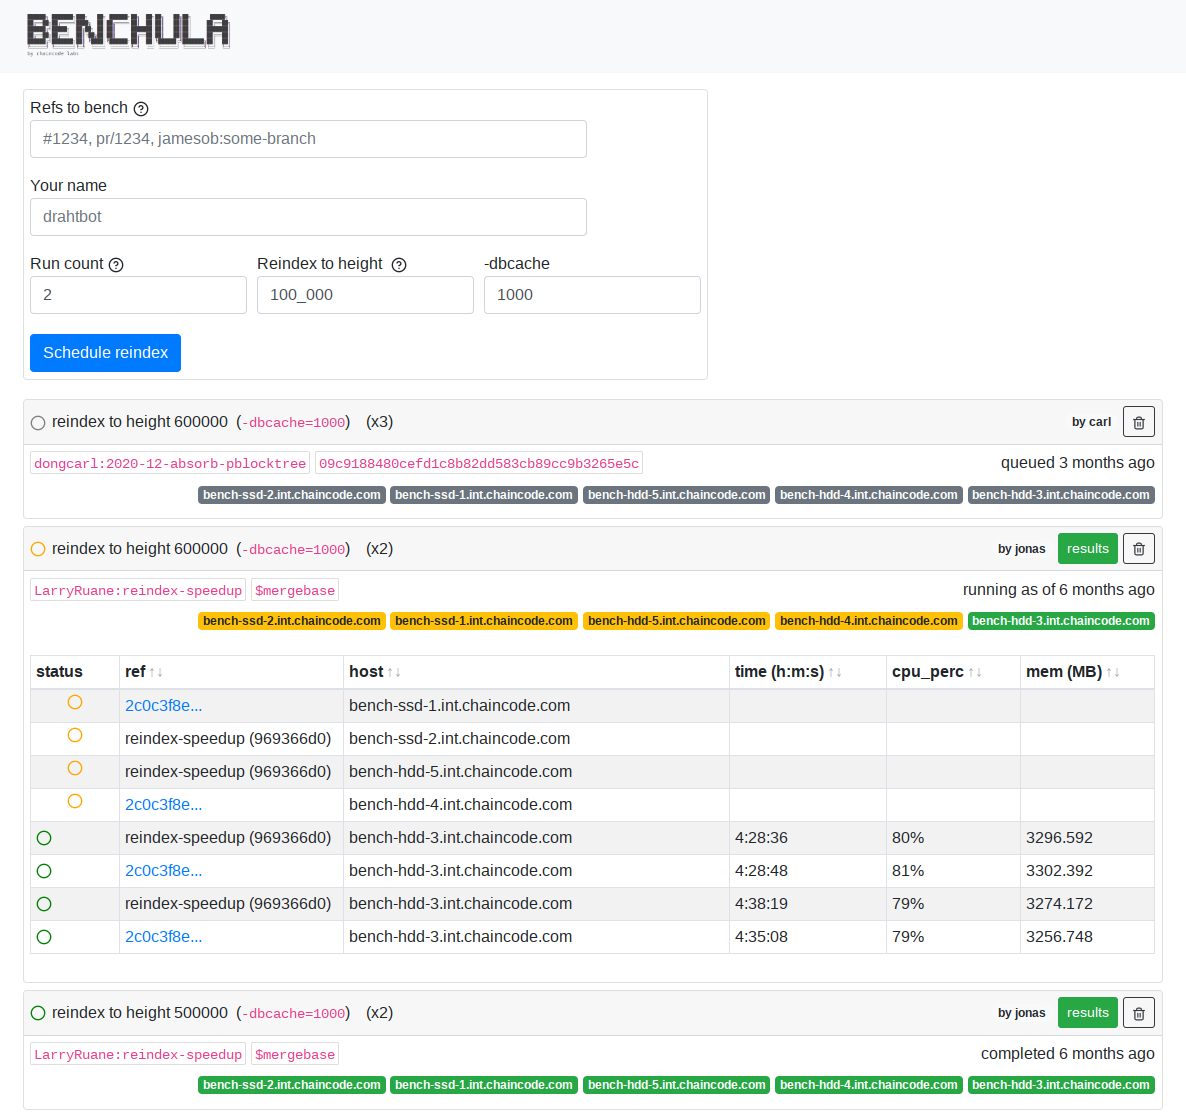 BENCHULA
by chaincode labs
Refs to bench
#1234, pr/1234, jamesob:some-branch
Your name
drahtbot
Run count Reindex to height -dbcache
2 100_000 1000
Schedule reindex
reindex to height 600000 (-dbcache=1000) (x3) by carl
dongcarl:2020-12-absorb-pblocktree 09c9188480cefd1c8b82dd583cb89cc9b3265e5c queued 3 months ago
bench-ssd-2.int.chaincode.com bench-ssd-1.int.chaincode.com bench-hdd-5.int.chaincode.com bench-hdd-4.int.chaincode.com bench-hdd-3.int.chaincode.com
reindex to height 600000 (-dbcache=1000) (x2) by jonas results
LarryRuane:reindex-speedup $mergebase running as of 6 months ago
bench-ssd-2.int.chaincode.com bench-ssd-1.int.chaincode.com bench-hdd-5.int.chaincode.com bench-hdd-4.int.chaincode.com bench-hdd-3.int.chaincode.com
status ref ↑↓ host ↑↓ time (h:m:s) ↑↓ cpu_perc ↑↓ mem (MB) ↑↓
2c0c3f8e... bench-ssd-1.int.chaincode.com
reindex-speedup (969366d0) bench-ssd-2.int.chaincode.com
reindex-speedup (969366d0) bench-hdd-5.int.chaincode.com
2c0c3f8e... bench-hdd-4.int.chaincode.com
reindex-speedup (969366d0) bench-hdd-3.int.chaincode.com 4:28:36 80% 3296.592
2c0c3f8e... bench-hdd-3.int.chaincode.com 4:28:48 81% 3302.392
reindex-speedup (969366d0) bench-hdd-3.int.chaincode.com 4:38:19 79% 3274.172
2c0c3f8e... bench-hdd-3.int.chaincode.com 4:35:08 79% 3256.748
reindex to height 500000 (-dbcache=1000) (x2) by jonas results
LarryRuane:reindex-speedup $mergebase completed 6 months ago
bench-ssd-2.int.chaincode.com bench-ssd-1.int.chaincode.com bench-hdd-5.int.chaincode.com bench-hdd-4.int.chaincode.com bench-hdd-3.int.chaincode.com